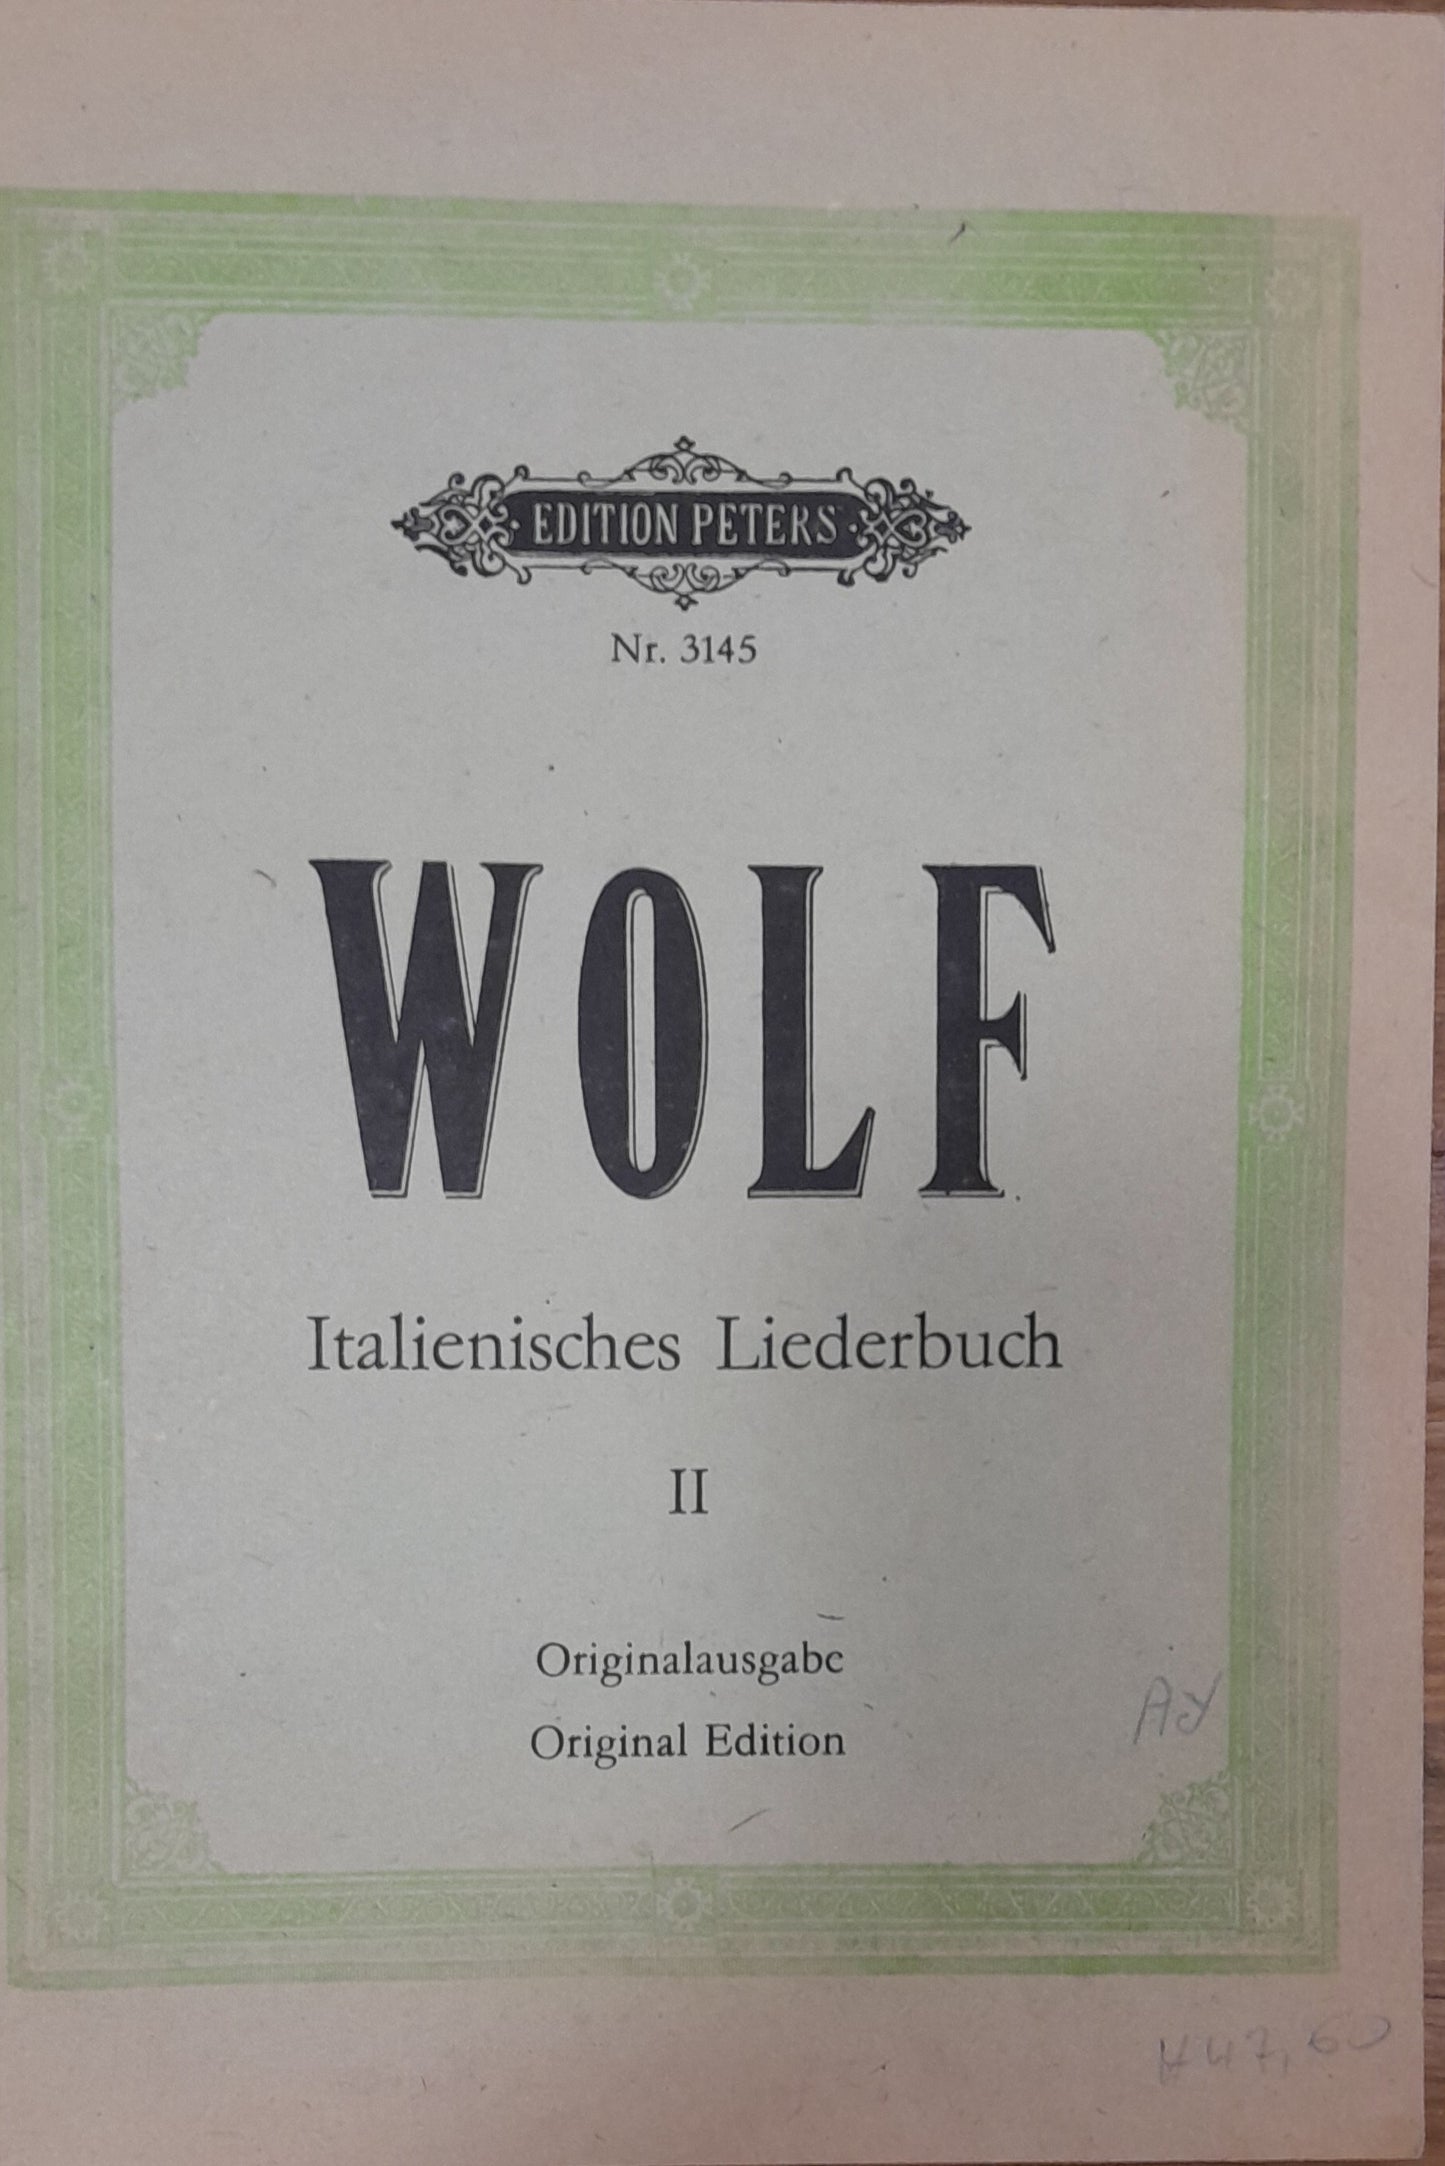 EDITION PETERS
Nr. 3145
WOLF
Italienisches Liederbuch
II
Originalausgabe
Original Edition